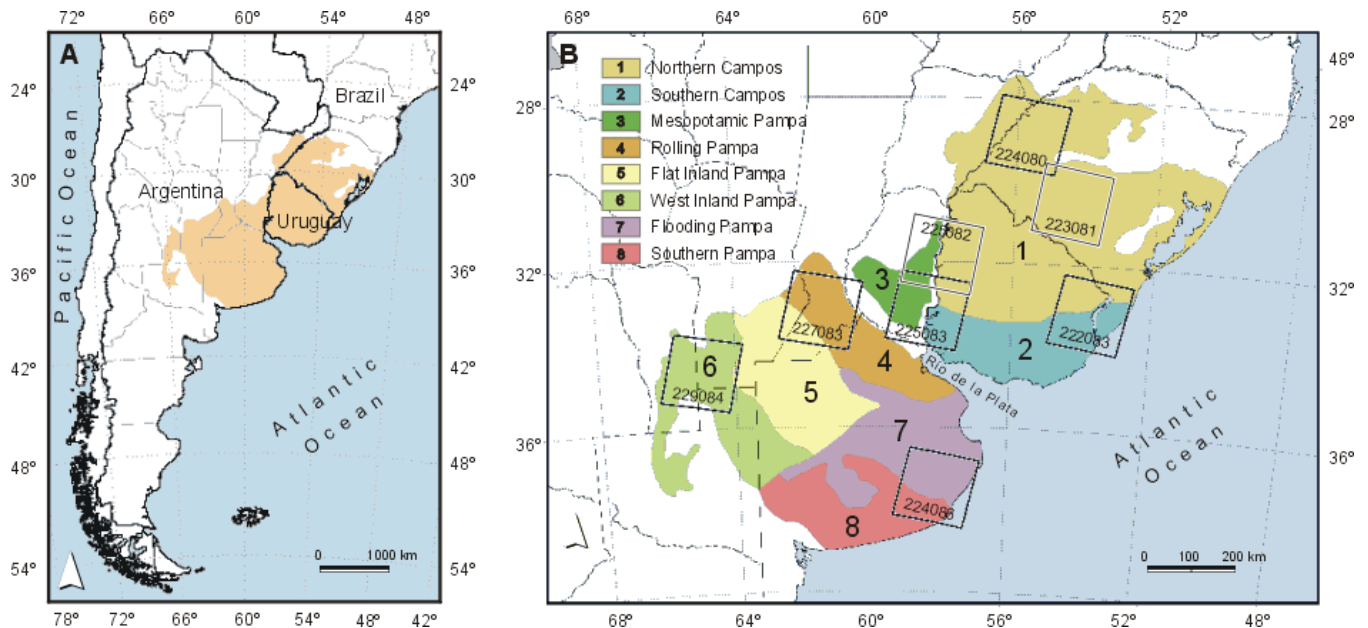 72° 66° 60° 54° 48°
A
24°
30°
36°
42°
48°
54°
24°
30°
36°
42°
48°
54°
Brazil
Argentina
Uruguay
Pacific Ocean
Atlantic
Ocean
0 1000 km
78° 72° 66° 60° 54° 48° 40°
68° 64° 60° 56° 52°
B
48°
44°
28°
32°
36°
28°
32°
36°
1 Northern Campos
2 Southern Campos
3 Mesopotamic Pampa
4 Rolling Pampa
5 Flat Inland Pampa
6 West Inland Pampa
7 Flooding Pampa
8 Southern Pampa
224080
223081
225082
1
3
227083
225083
222083
2
6
4
Río de la Plata
229084
5
7
224086
8
Atlantic
Ocean
0 100 200 km
68° 64° 60° 56° 52° 48°